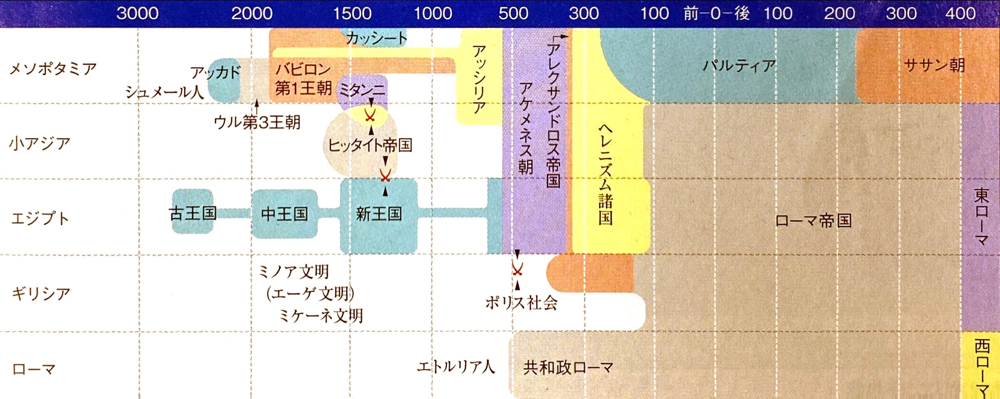 3000 2000 1500 1000 500 300 100 前-0-後 100 200 300 400
メソポタミア
カッシート
アッカド
シュメール人
バビロン
第1王朝
ミタンニ
ウル第3王朝
アッシリア
アケメネス朝
アレクサンドロス帝国
パルティア
ササン朝
小アジア
ヒッタイト帝国
ヘレニズム諸国
エジプト
古王国
中王国
新王国
ローマ帝国
東ローマ
ギリシア
ミノア文明
(エーゲ文明)
ミケーネ文明
ポリス社会
ローマ
エトルリア人
共和政ローマ
西ローマ